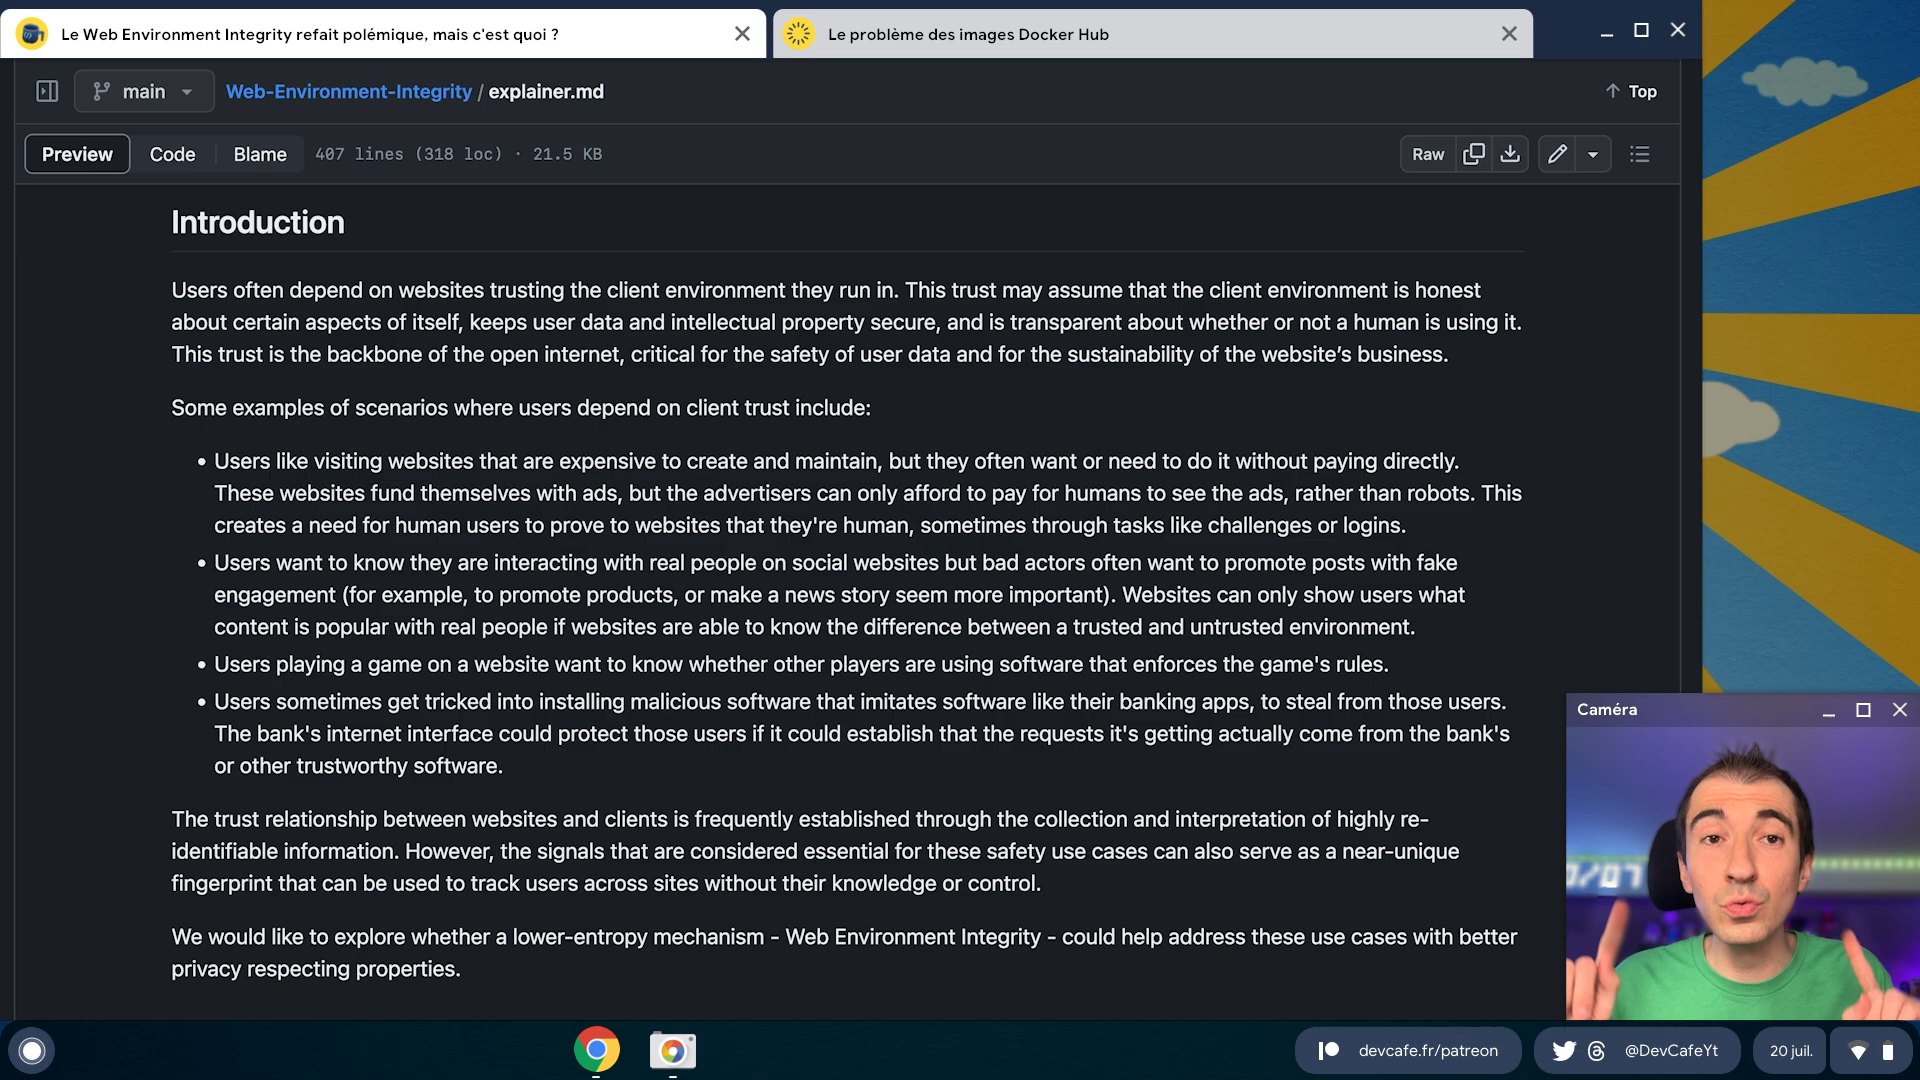 Le Web Environment Integrity refait polémique, mais c'est quoi ?
Le problème des images Docker Hub
main
Web-Environment-Integrity / explainer.md
Top
Preview
Code
Blame
407 lines (318 loc) · 21.5 KB
Raw
Introduction
Users often depend on websites trusting the client environment they run in. This trust may assume that the client environment is honest
about certain aspects of itself, keeps user data and intellectual property secure, and is transparent about whether or not a human is using it.
This trust is the backbone of the open internet, critical for the safety of user data and for the sustainability of the website’s business.
Some examples of scenarios where users depend on client trust include:
• Users like visiting websites that are expensive to create and maintain, but they often want or need to do it without paying directly.
These websites fund themselves with ads, but the advertisers can only afford to pay for humans to see the ads, rather than robots. This
creates a need for human users to prove to websites that they're human, sometimes through tasks like challenges or logins.
• Users want to know they are interacting with real people on social websites but bad actors often want to promote posts with fake
engagement (for example, to promote products, or make a news story seem more important). Websites can only show users what
content is popular with real people if websites are able to know the difference between a trusted and untrusted environment.
• Users playing a game on a website want to know whether other players are using software that enforces the game's rules.
• Users sometimes get tricked into installing malicious software that imitates software like their banking apps, to steal from those users.
The bank's internet interface could protect those users if it could establish that the requests it's getting actually come from the bank's
or other trustworthy software.
The trust relationship between websites and clients is frequently established through the collection and interpretation of highly re-
identifiable information. However, the signals that are considered essential for these safety use cases can also serve as a near-unique
fingerprint that can be used to track users across sites without their knowledge or control.
We would like to explore whether a lower-entropy mechanism - Web Environment Integrity - could help address these use cases with better
privacy respecting properties.
Caméra
devcafe.fr/patreon
@DevCafeYt
20 juil.